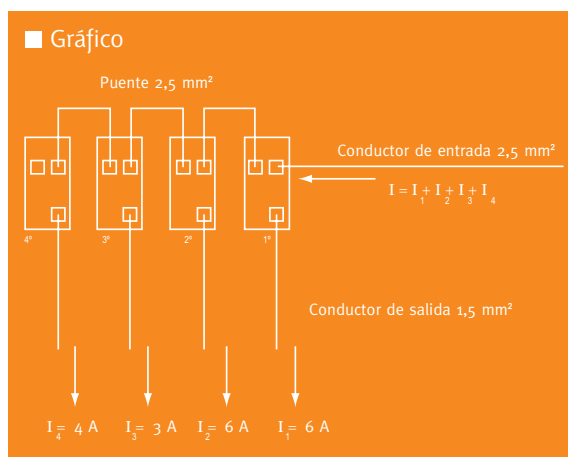 Gráfico
Puente 2,5 mm²
Conductor de entrada 2,5 mm²
I = I₁ + I₂ + I₃ + I₄
4º 3º 2º 1º
Conductor de salida 1,5 mm²
I₄ = 4 A I₃ = 3 A I₂ = 6 A I₁ = 6 A